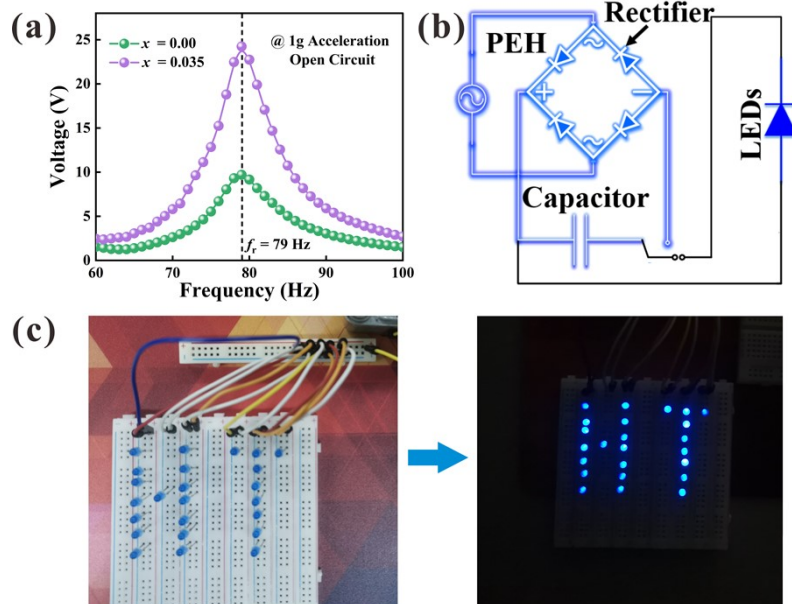 (a)
x = 0.00
x = 0.035
@ 1g Acceleration
Open Circuit
25
20
15
10
5
0
Voltage (V)
fr = 79 Hz
60
70
80
90
100
Frequency (Hz)
(b)
Rectifier
PEH
+
−
Capacitor
LEDs
(c)
HT